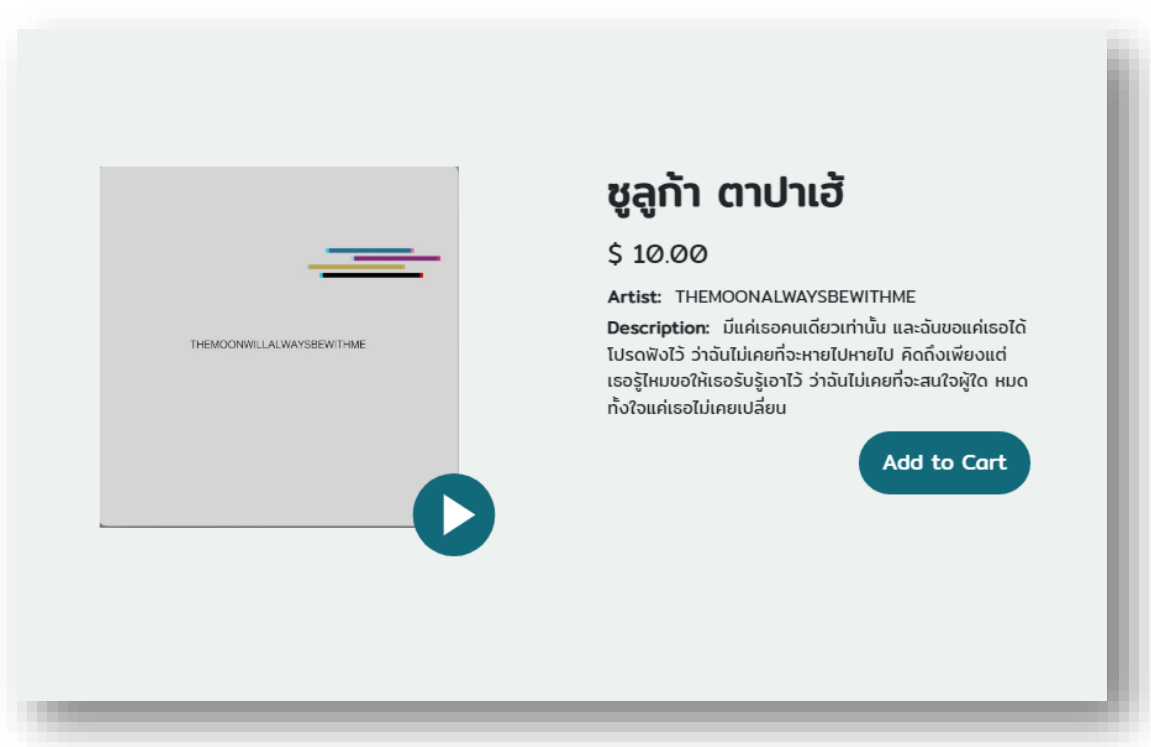 THEMOONWILLALWAYSBEWITHME
ชูลูก้า ตาปาเฮ้
$ 10.00
Artist: THEMOONALWAYSBEWITHME
Description: มีแค่เธอคนเดียวเท่านั้น และฉันขอแค่เธอได้
โปรดฟังไว้ ว่าฉันไม่เคยที่จะหายไปหายไป คิดถึงเพียงแต่
เธอรู้ไหมขอให้เธอรับรู้เอาไว้ ว่าฉันไม่เคยที่จะสนใจผู้ใด หมด
ทั้งใจแค่เธอไม่เคยเปลี่ยน
Add to Cart